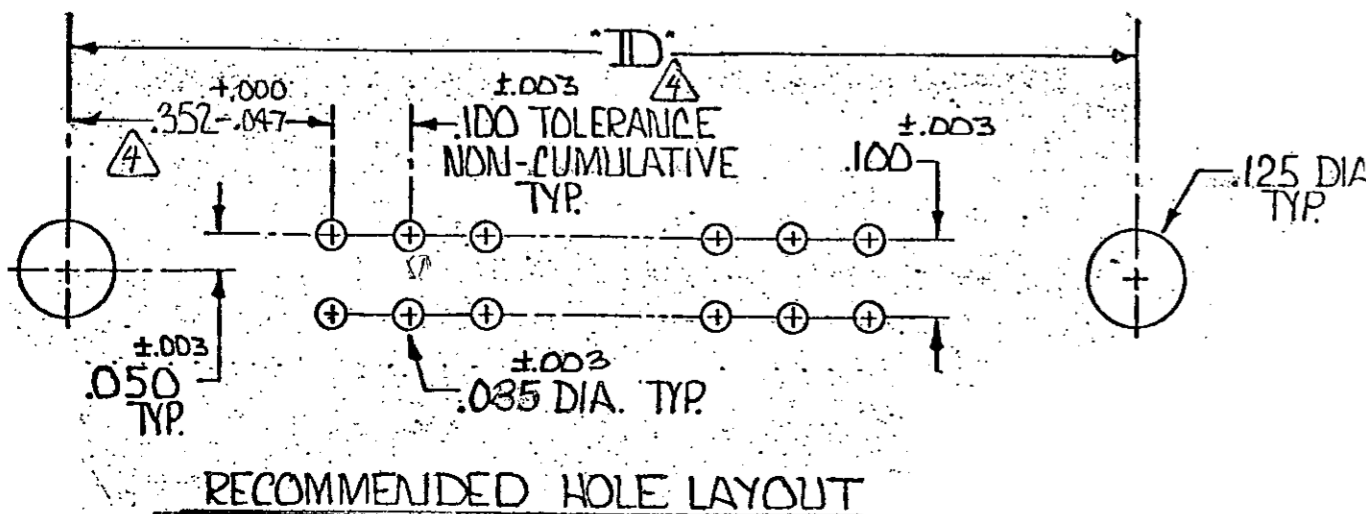 "D"
4
+.000
.352-.047
4
±.003
.100 TOLERANCE
NON-CUMULATIVE
TYP.
±.003
.100
.125 DIA
TYP.
±.003
.050
TYP.
±.003
.035 DIA. TYP.
RECOMMENDED HOLE LAYOUT